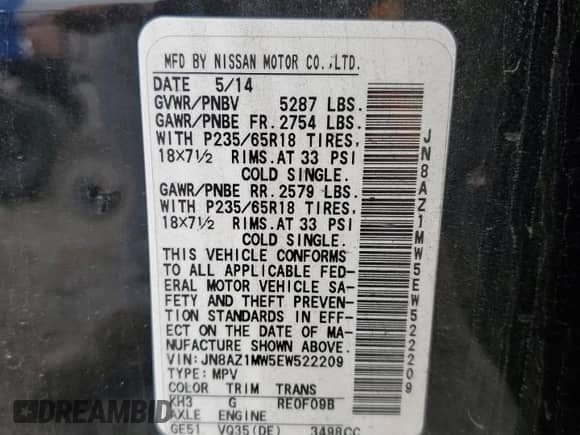 MFD BY NISSAN MOTOR CO.,LTD.
DATE 5/14
GVWR/PNBV 5287 LBS.
GAWR/PNBE FR. 2754 LBS.
WITH P235/65R18 TIRES,
18×7½ RIMS.AT 33 PSI
COLD SINGLE.
GAWR/PNBE RR. 2579 LBS.
WITH P235/65R18 TIRES,
18×7½ RIMS.AT 33 PSI
COLD SINGLE.
THIS VEHICLE CONFORMS
TO ALL APPLICABLE FED-
ERAL MOTOR VEHICLE SA-
FETY AND THEFT PREVEN-
TION STANDARDS IN EFF-
ECT ON THE DATE OF MA-
NUFACTURE SHOWN ABOVE.
VIN:JN8AZ1MW5EW522209
TYPE: MPV
COLOR TRIM TRANS
KH3 G RE0F09B
AXLE ENGINE
GE51 VQ35(DE) 3498CC
JN8AZ1MW5EW522209
AUTOBIDCAR